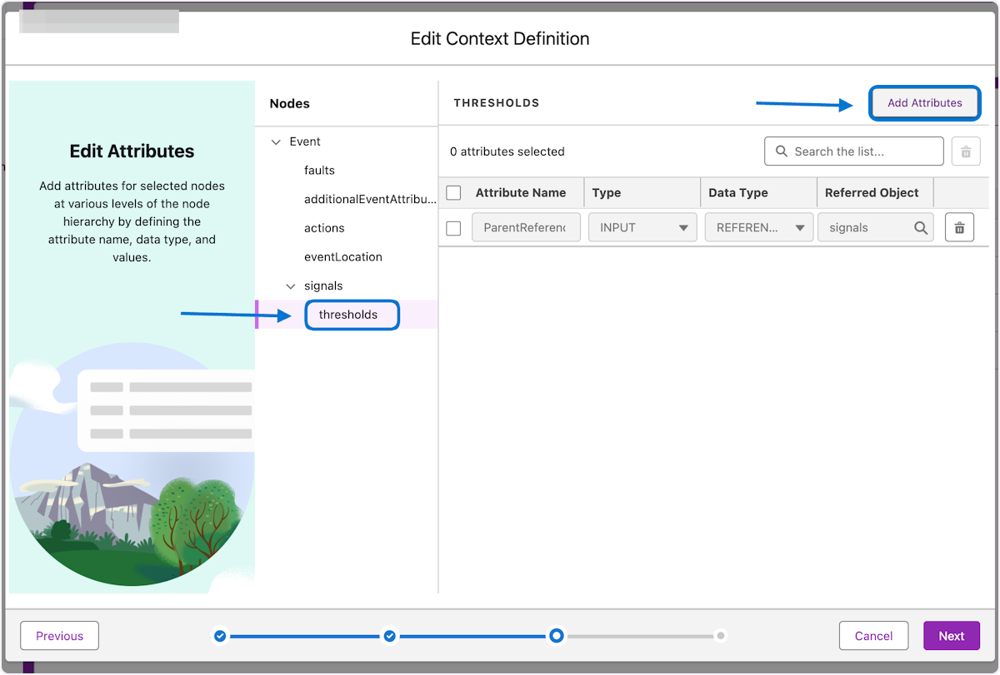 Edit Context Definition
Edit Attributes
Add attributes for selected nodes
at various levels of the node
hierarchy by defining the
attribute name, data type, and
values.
Nodes
Event
faults
additionalEventAttribu...
actions
eventLocation
signals
thresholds
THRESHOLDS
Add Attributes
0 attributes selected
Search the list...
Attribute Name Type Data Type Referred Object
ParentReferenc INPUT REFEREN... signals
Previous
Cancel
Next